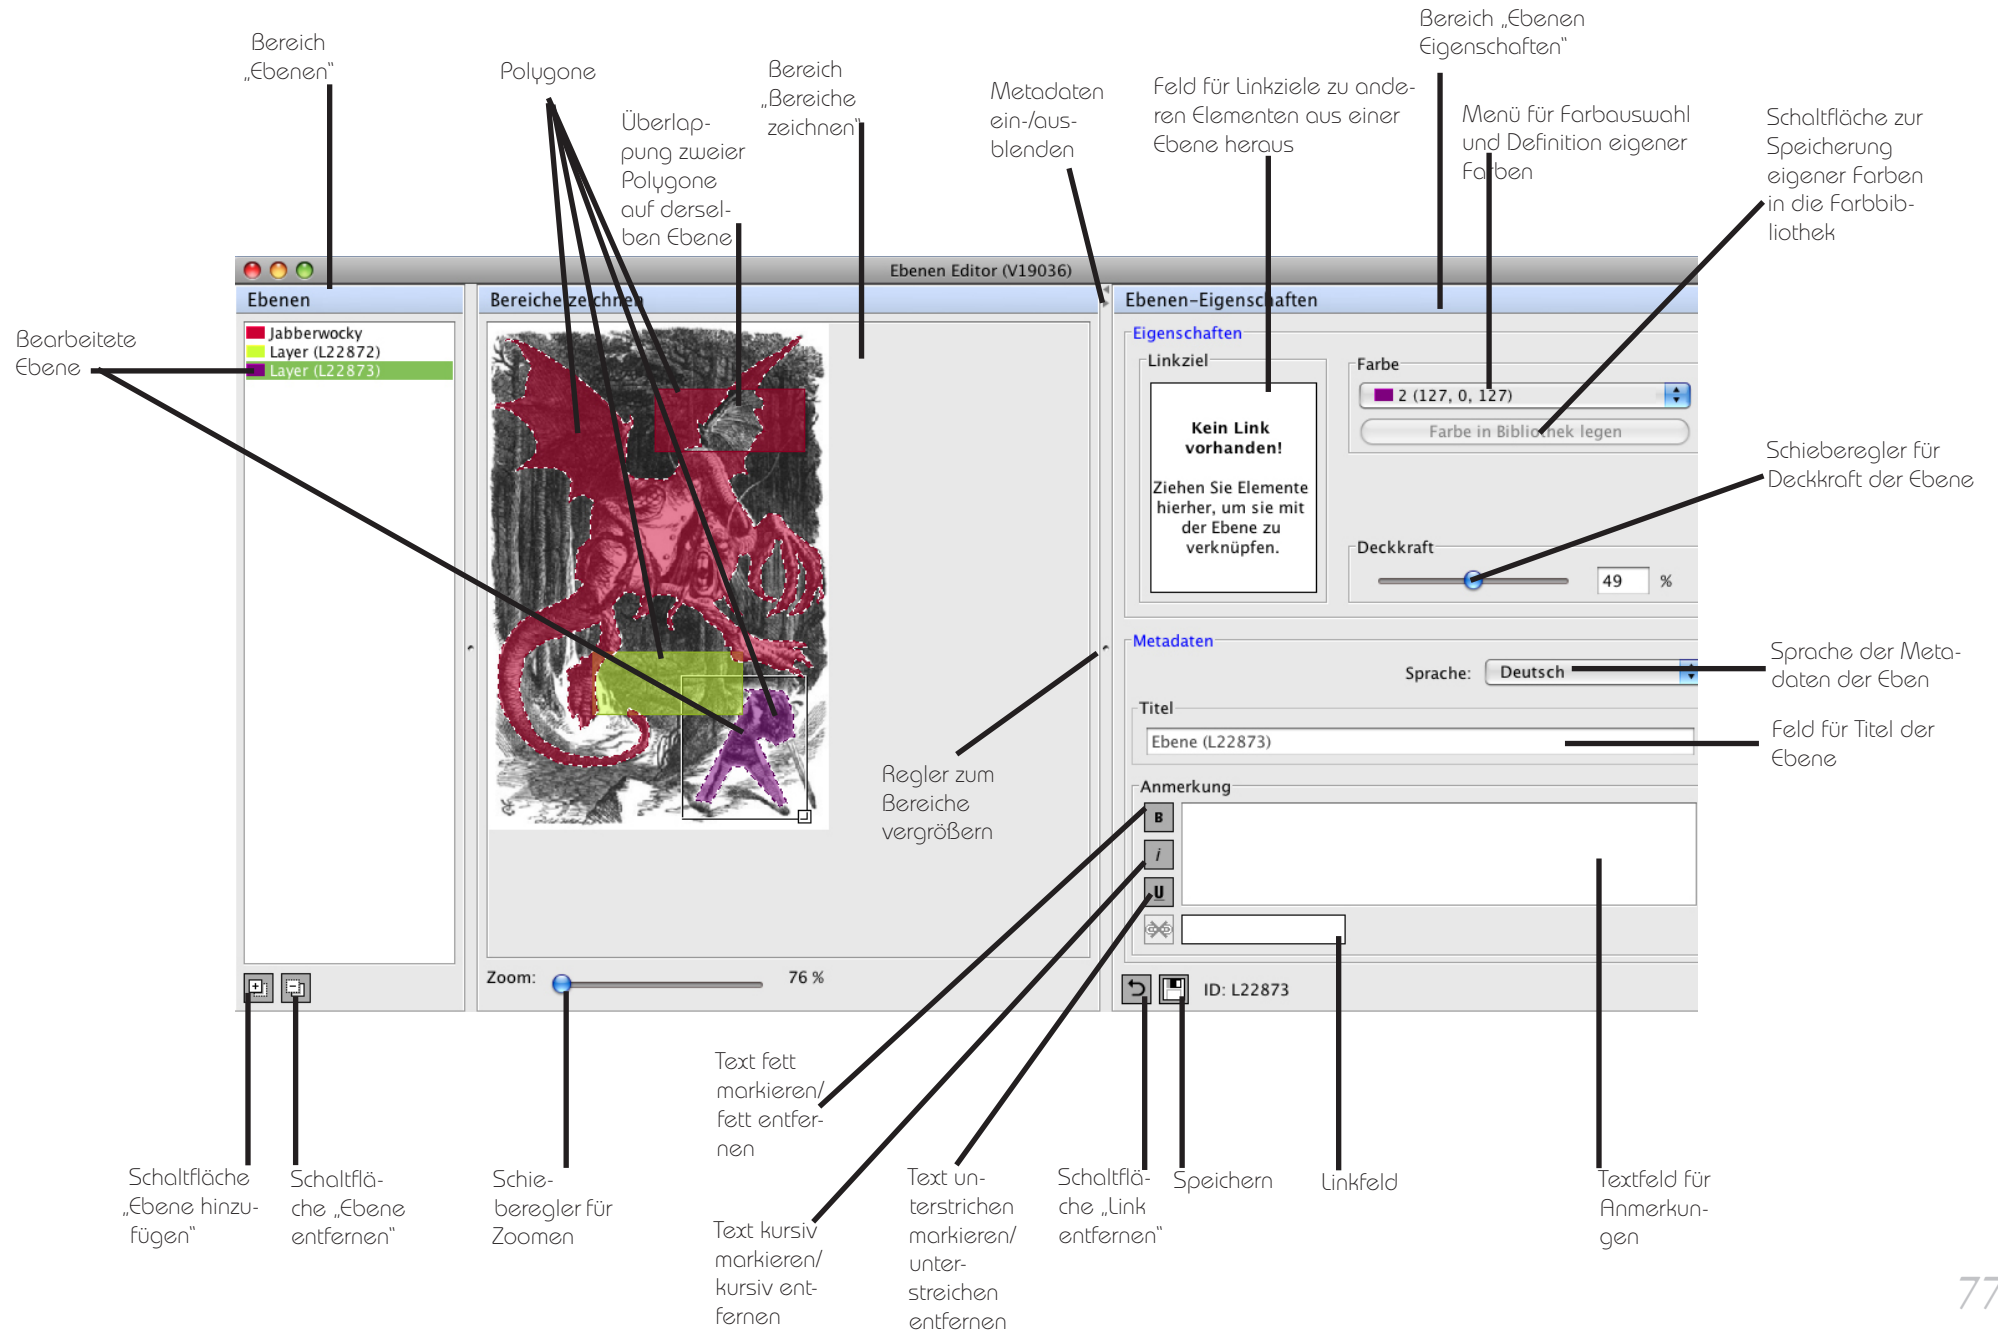 Bereich
„Ebenen“
Polygone
Überlap-
pung zweier
Polygone
auf dersel-
ben Ebene
Bereich
„Bereiche
zeichnen“
Metadaten
ein-/aus-
blenden
Feld für Linkziele zu ande-
ren Elementen aus einer
Ebene heraus
Bereich „Ebenen
Eigenschaften“
Menü für Farbauswahl
und Definition eigener
Farben
Schaltfläche zur
Speicherung
eigener Farben
in die Farbbib-
liothek
Bearbeitete
Ebene
Ebenen Editor (V19036)
Ebenen
Jabberwocky
Layer (L22872)
Layer (L22873)
Bereiche zeichnen
Zoom:
76 %
Ebenen-Eigenschaften
Eigenschaften
Linkziel
Kein Link
vorhanden!
Ziehen Sie Elemente
hierher, um sie mit
der Ebene zu
verknüpfen.
Farbe
2 (127, 0, 127)
Farbe in Bibliothek legen
Deckkraft
49 %
Metadaten
Sprache: Deutsch
Titel
Ebene (L22873)
Anmerkung
B
i
U
ID: L22873
Schieberegler für
Deckkraft der Ebene
Sprache der Meta-
daten der Eben
Feld für Titel der
Ebene
Regler zum
Bereiche
vergrößern
Schaltfläche
„Ebene hinzu-
fügen“
Schaltflä-
che „Ebene
entfernen“
Schie-
beregler für
Zoomen
Text fett
markieren/
fett entfer-
nen
Text kursiv
markieren/
kursiv ent-
fernen
Text un-
terstrichen
markieren/
unter-
streichen
entfernen
Schaltflä-
che „Link
entfernen“
Speichern
Linkfeld
Textfeld für
Anmerkun-
gen
77